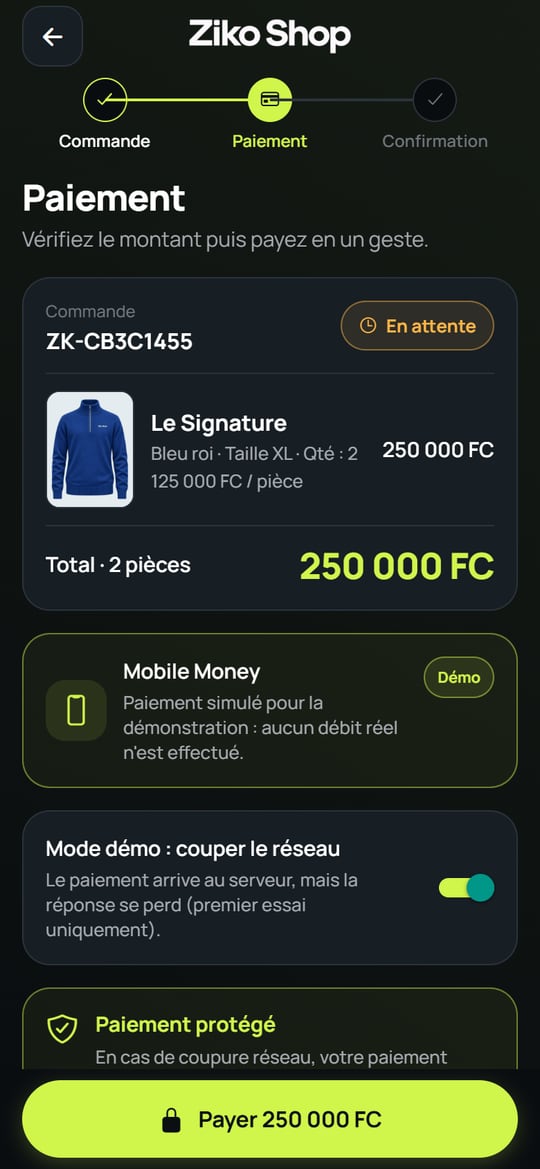 Ziko Shop
Commande
Paiement
Confirmation
Paiement
Vérifiez le montant puis payez en un geste.
Commande
ZK-CB3C1455
En attente
Le Signature
Bleu roi · Taille XL · Qté : 2
125 000 FC / pièce
250 000 FC
Total · 2 pièces
250 000 FC
Mobile Money
Démo
Paiement simulé pour la
démonstration : aucun débit réel
n'est effectué.
Mode démo : couper le réseau
Le paiement arrive au serveur, mais la
réponse se perd (premier essai
uniquement).
Paiement protégé
En cas de coupure réseau, votre paiement
Payer 250 000 FC